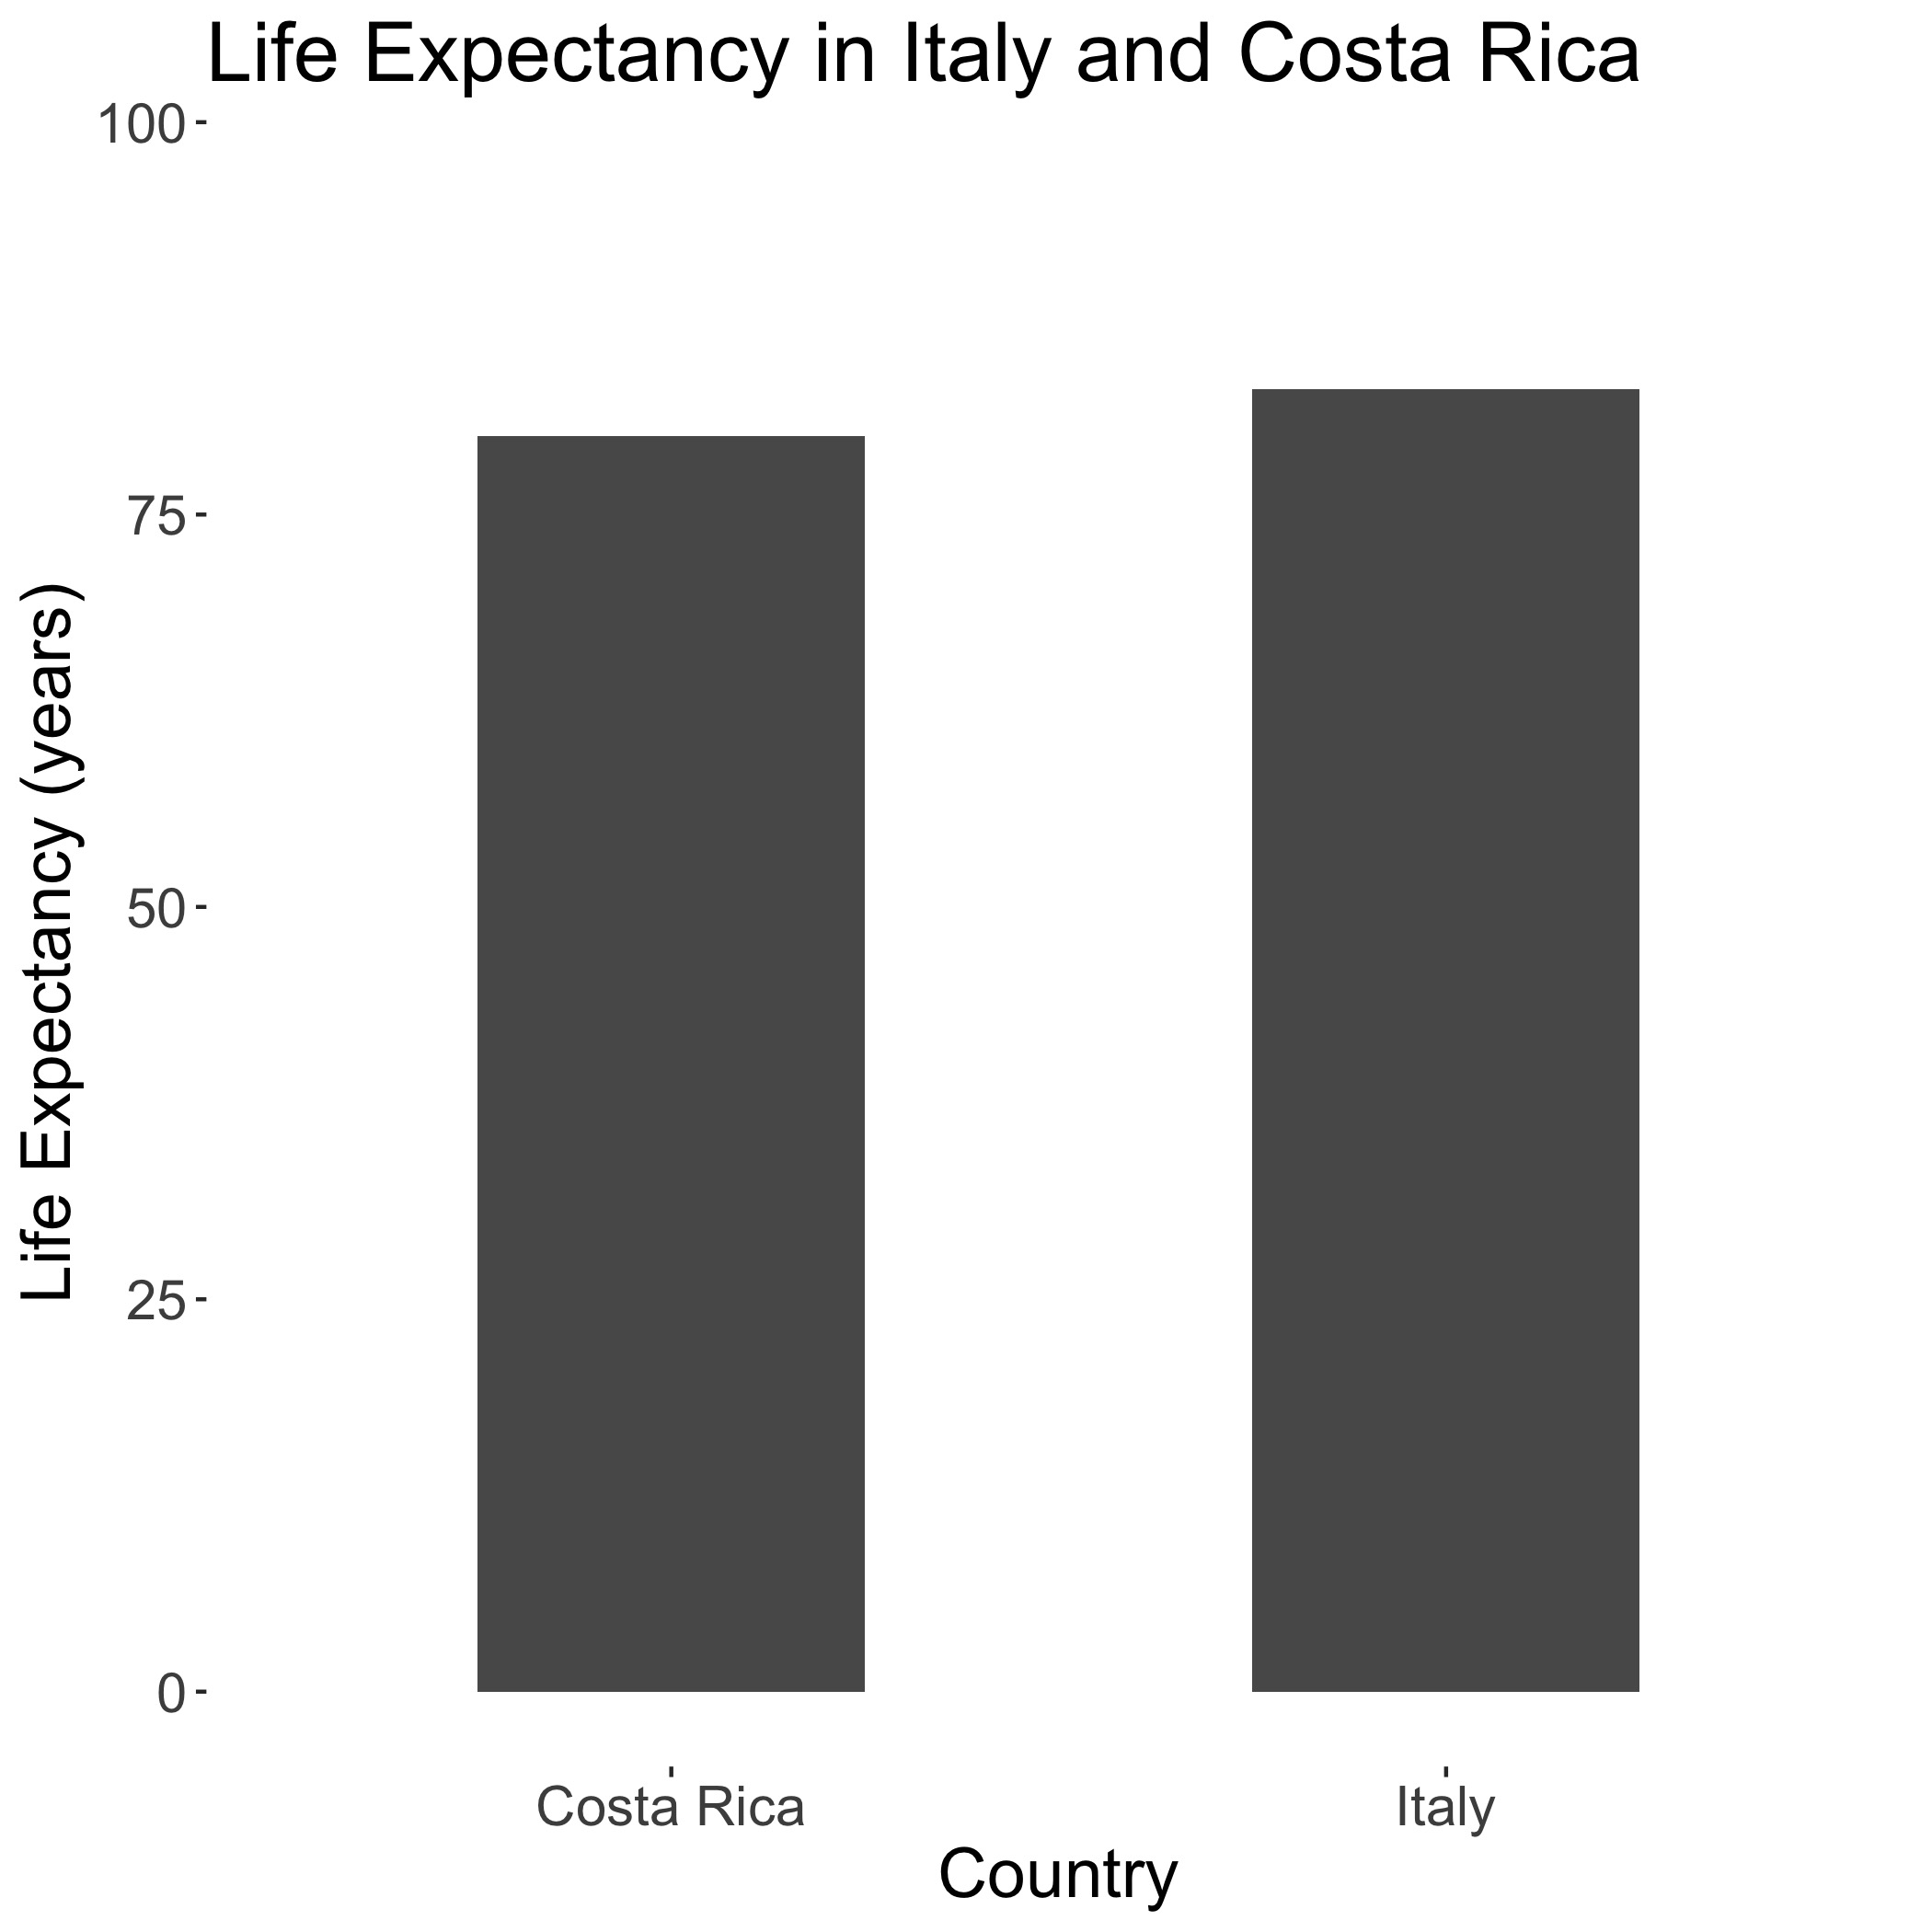 Life Expectancy in Italy and Costa Rica
100
75
50
25
0
Life Expectancy (years)
Costa Rica
Italy
Country